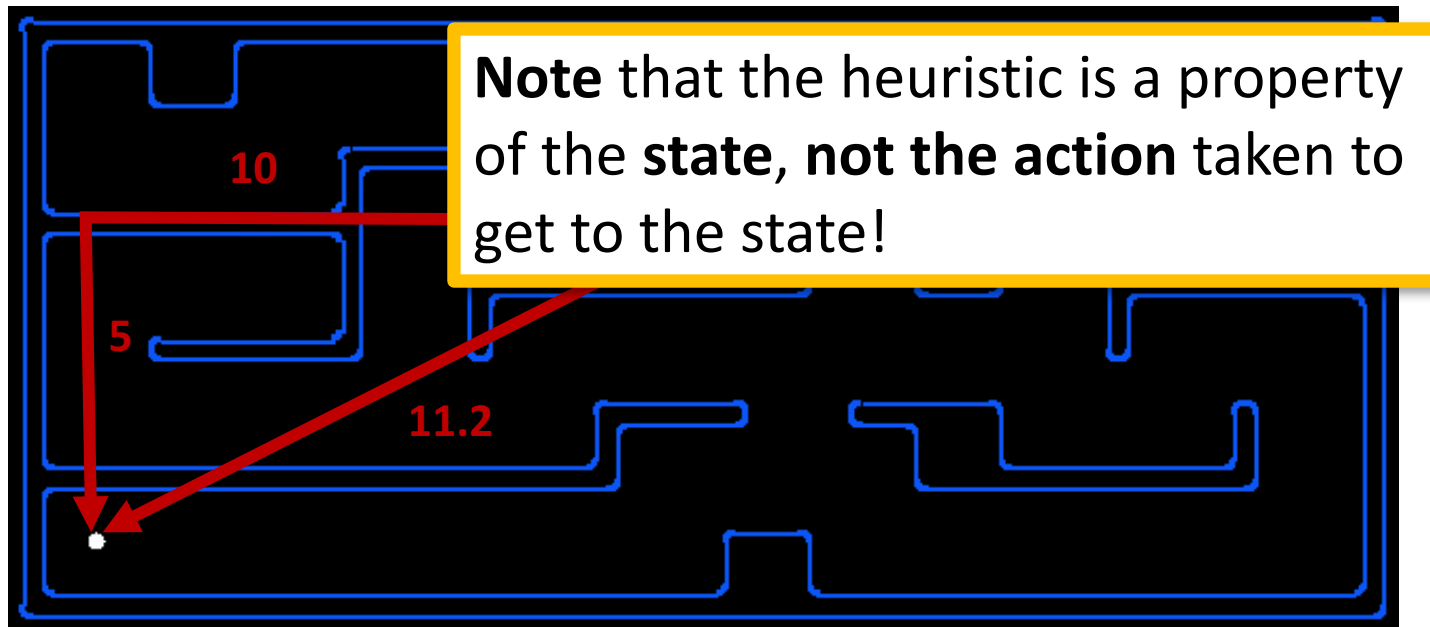 Note that the heuristic is a property
of the state, not the action taken to
get to the state!
10
5
11.2